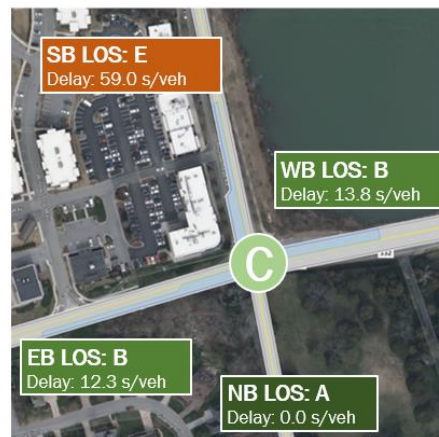 SB LOS: E
Delay: 59.0 s/veh
WB LOS: B
Delay: 13.8 s/veh
C
EB LOS: B
Delay: 12.3 s/veh
NB LOS: A
Delay: 0.0 s/veh